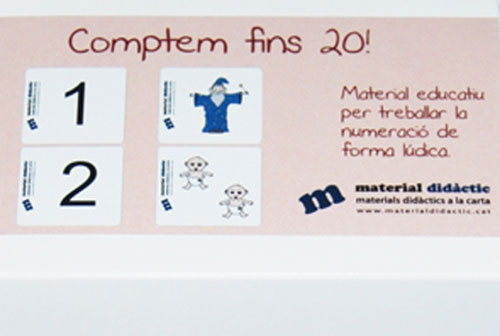 Comptem fins 20!
1
2
Material educatiu
per treballar la
numeració de
forma lúdica.
m material didàctic
materials didàctics a la carta
www.materialdidactic.cat